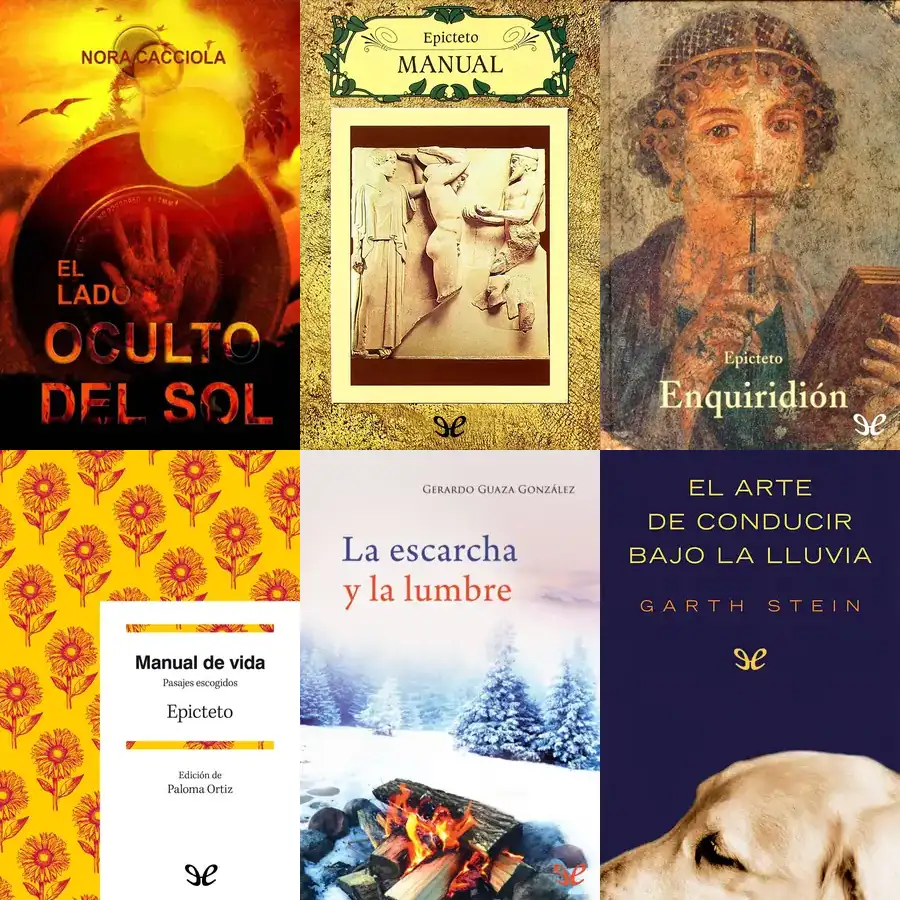 NORA CACCIOLA
EL
LADO
OCULTO
DEL SOL
Epicteto
MANUAL
Epicteto
Enquiridión
Manual de vida
Pasajes escogidos
Epicteto
Edición de
Paloma Ortiz
GERARDO GUAZA GONZÁLEZ
La escarcha
y la lumbre
EL ARTE
DE CONDUCIR
BAJO LA LLUVIA
GARTH STEIN